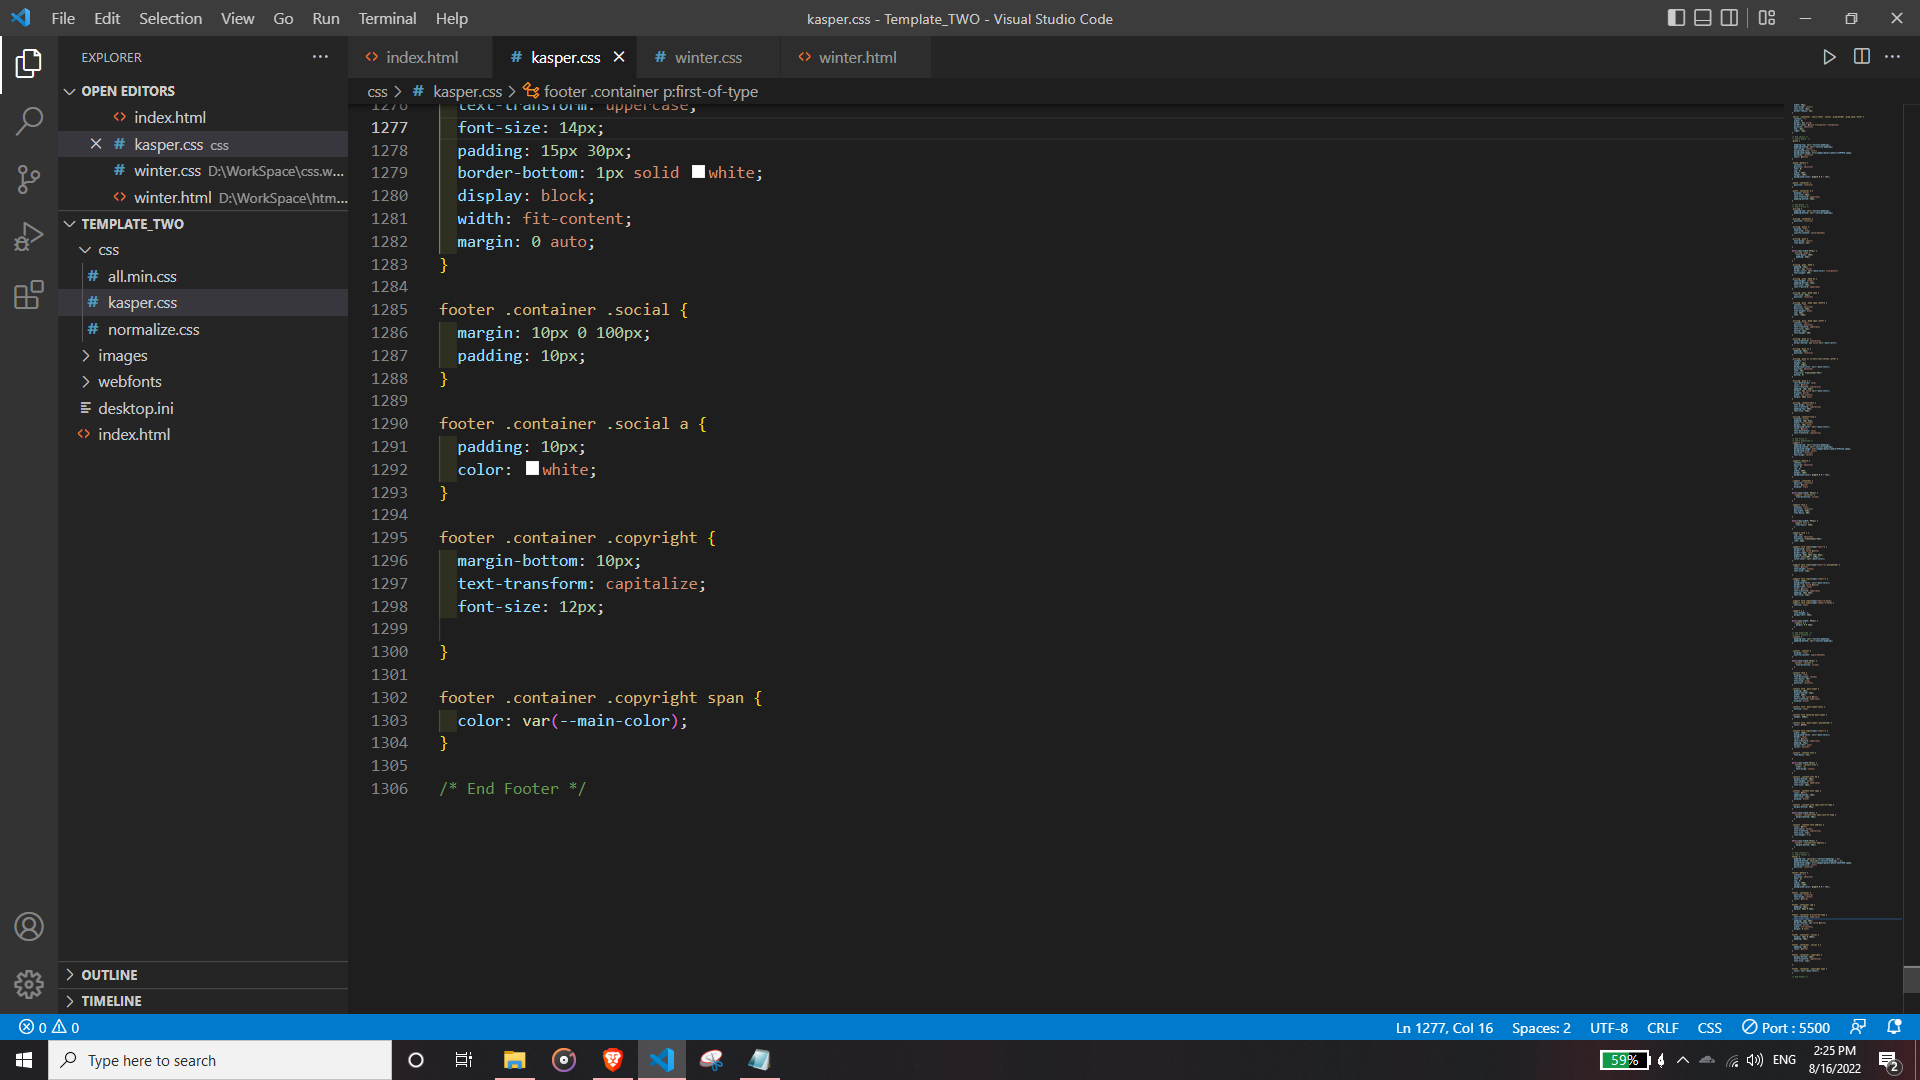 File Edit Selection View Go Run Terminal Help
kasper.css - Template_TWO - Visual Studio Code
EXPLORER
OPEN EDITORS
index.html
kasper.css css
winter.css D:\WorkSpace\css.w...
winter.html D:\WorkSpace\htm...
TEMPLATE_TWO
css
all.min.css
kasper.css
normalize.css
images
webfonts
desktop.ini
index.html
OUTLINE
TIMELINE
index.html kasper.css winter.css winter.html
css > kasper.css > footer .container p:first-of-type
1276 text-transform: uppercase;
1277 font-size: 14px;
1278 padding: 15px 30px;
1279 border-bottom: 1px solid white;
1280 display: block;
1281 width: fit-content;
1282 margin: 0 auto;
1283 }
1284
1285 footer .container .social {
1286 margin: 10px 0 100px;
1287 padding: 10px;
1288 }
1289
1290 footer .container .social a {
1291 padding: 10px;
1292 color: white;
1293 }
1294
1295 footer .container .copyright {
1296 margin-bottom: 10px;
1297 text-transform: capitalize;
1298 font-size: 12px;
1299
1300 }
1301
1302 footer .container .copyright span {
1303 color: var(--main-color);
1304 }
1305
1306 /* End Footer */
0 0
Ln 1277, Col 16 Spaces: 2 UTF-8 CRLF CSS Port : 5500
Type here to search
59% ENG 2:25 PM
8/16/2022
2